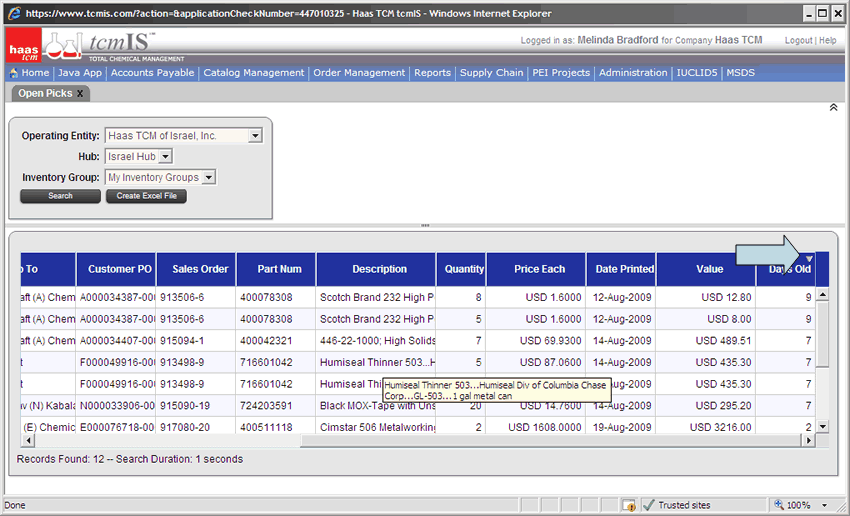 https://www.tcmis.com/?action=&applicationCheckNumber=447010325 - Haas TCM tcmIS - Windows Internet Explorer
haas tcm
tcmIS™
TOTAL CHEMICAL MANAGEMENT
Logged in as: Melinda Bradford for Company Haas TCM Logout | Help
Home Java App Accounts Payable Catalog Management Order Management Reports Supply Chain PEI Projects Administration IUCLID5 MSDS
Open Picks X
Operating Entity: Haas TCM of Israel, Inc.
Hub: Israel Hub
Inventory Group: My Inventory Groups
Search Create Excel File
To Customer PO Sales Order Part Num Description Quantity Price Each Date Printed Value Days Old
aft (A) Chem A000034387-00 913506-6 400078308 Scotch Brand 232 High P 8 USD 1.6000 12-Aug-2009 USD 12.80 9
aft (A) Chem A000034387-00 913506-6 400078308 Scotch Brand 232 High P 5 USD 1.6000 12-Aug-2009 USD 8.00 9
aft (A) Chem A000034407-00 915094-1 400042321 446-22-1000; High Solids 7 USD 69.9300 14-Aug-2009 USD 489.51 7
t F000049916-00 913498-9 716601042 Humiseal Thinner 503...H 5 USD 87.0600 14-Aug-2009 USD 435.30 7
t F000049916-00 913498-9 716601042 Humiseal Thi USD 435.30 7
Humiseal Thinner 503...Humiseal Div of Columbia Chase
Corp...GL-503...1 gal metal can
v (N) Kabala N000033906-00 915090-19 724203591 Black MOX-Tape with Uns 20 USD 14.7600 14-Aug-2009 USD 295.20 7
(E) Chemic E000076718-00 917080-20 400511118 Cimstar 506 Metalworking 2 USD 1608.0000 19-Aug-2009 USD 3216.00 2
Records Found: 12 -- Search Duration: 1 seconds
Done Trusted sites 100%